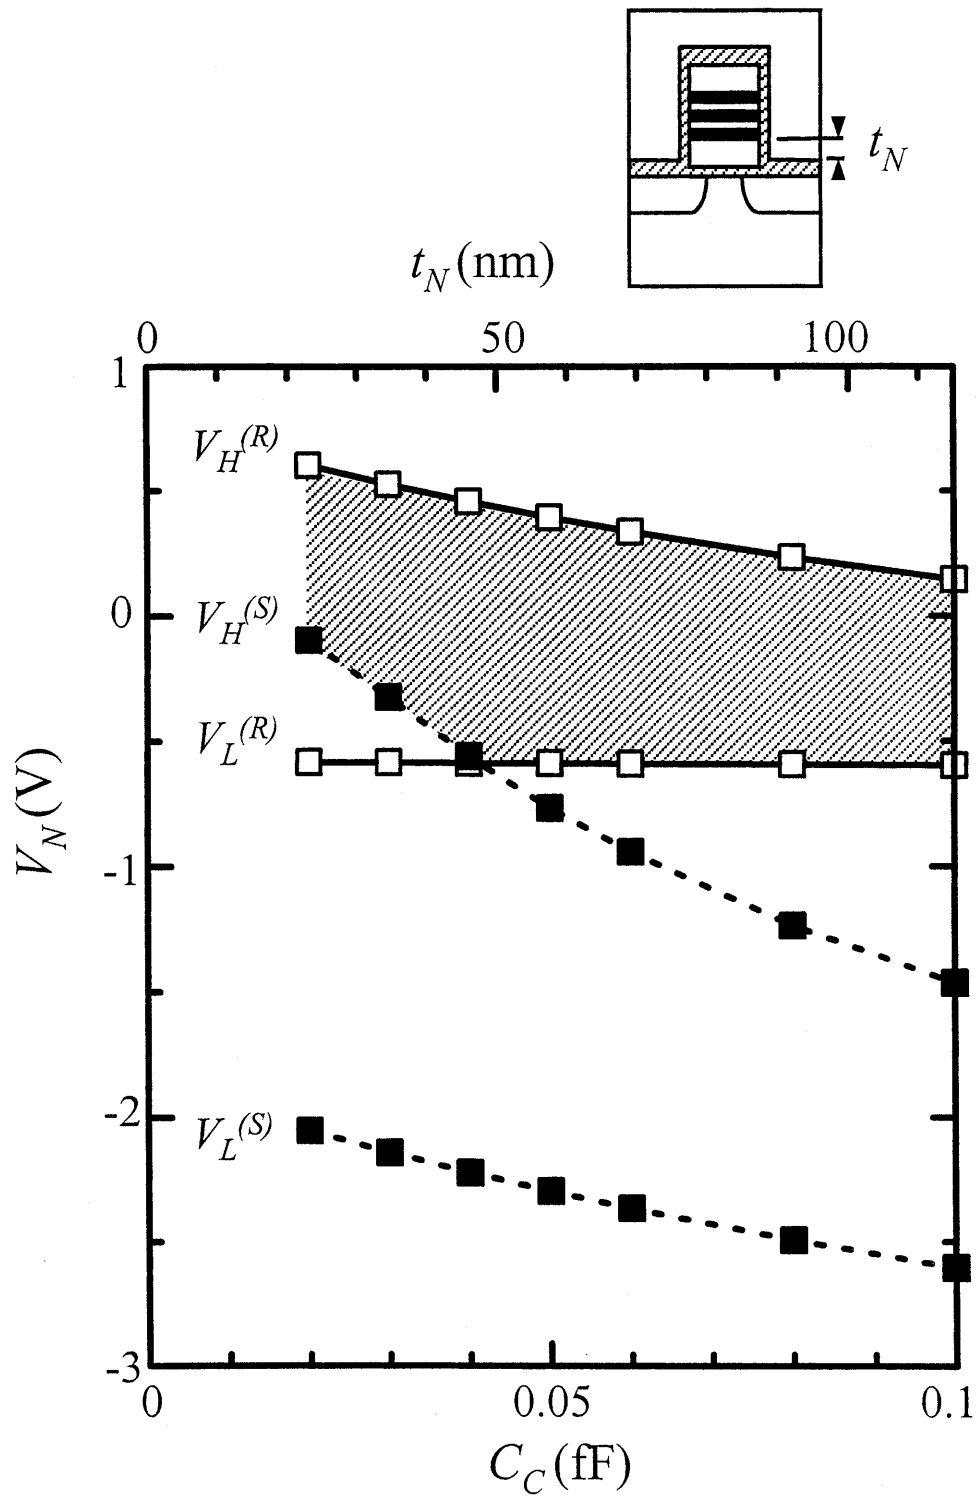 t_N
t_N (nm)
0 50 100
1
V_H^(R)
0
V_H^(S)
V_L^(R)
V_N (V)
-1
-2
V_L^(S)
-3
0 0.05 0.1
C_C (fF)